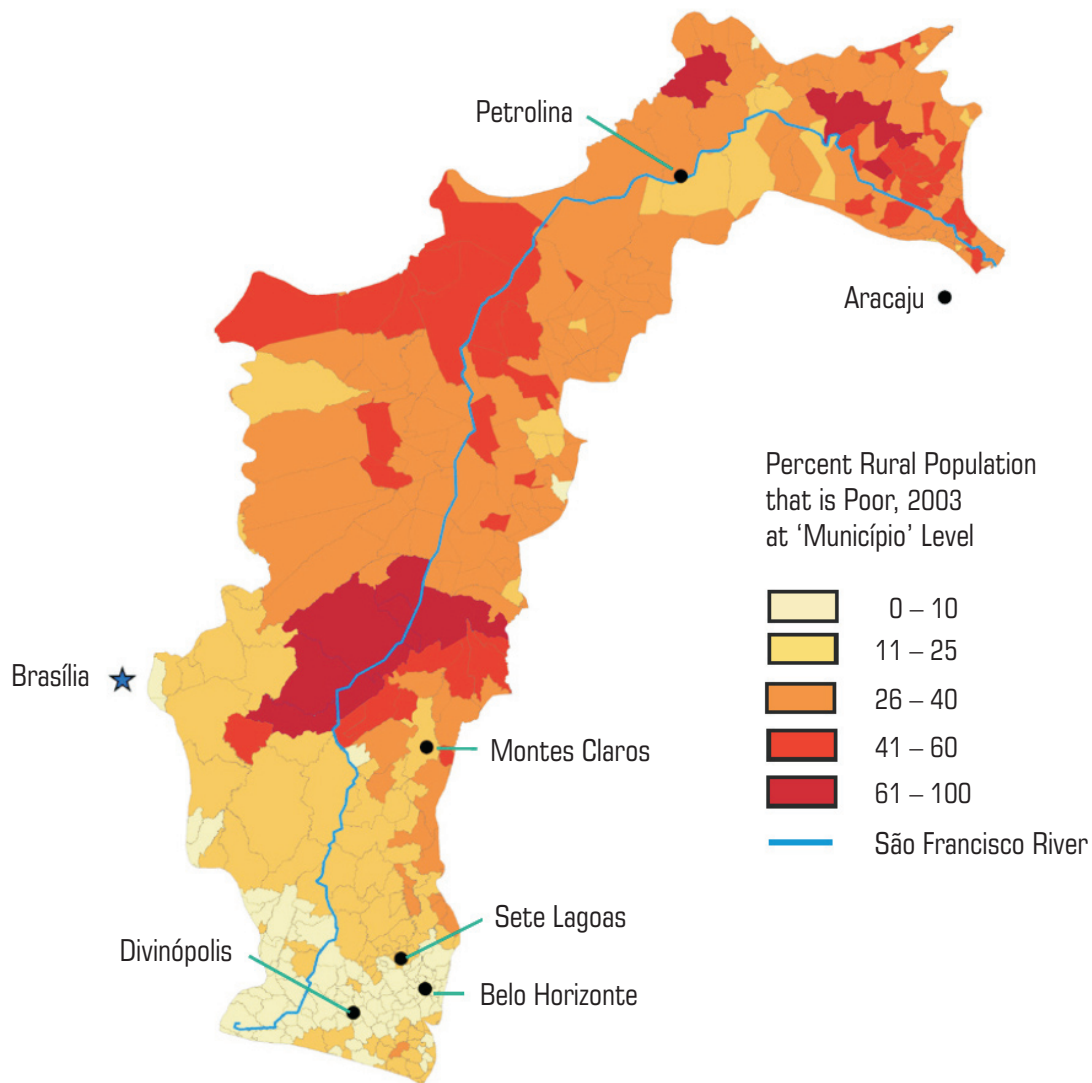 Petrolina
Aracaju
Percent Rural Population
that is Poor, 2003
at ‘Município’ Level
0 – 10
11 – 25
26 – 40
41 – 60
61 – 100
São Francisco River
Brasília
Montes Claros
Sete Lagoas
Divinópolis
Belo Horizonte